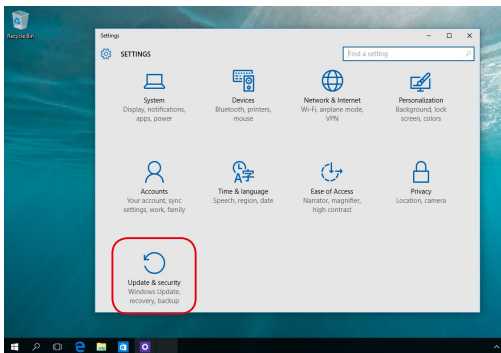 Recycle Bin
Settings
SETTINGS
Find a setting
System
Display, notifications,
apps, power
Devices
Bluetooth, printers,
mouse
Network & Internet
Wi-Fi, airplane mode,
VPN
Personalization
Background, lock
screen, colors
Accounts
Your account, sync
settings, work, family
A字
Time & language
Speech, region, date
Ease of Access
Narrator, magnifier,
high contrast
Privacy
Location, camera
Update & security
Windows Update,
recovery, backup